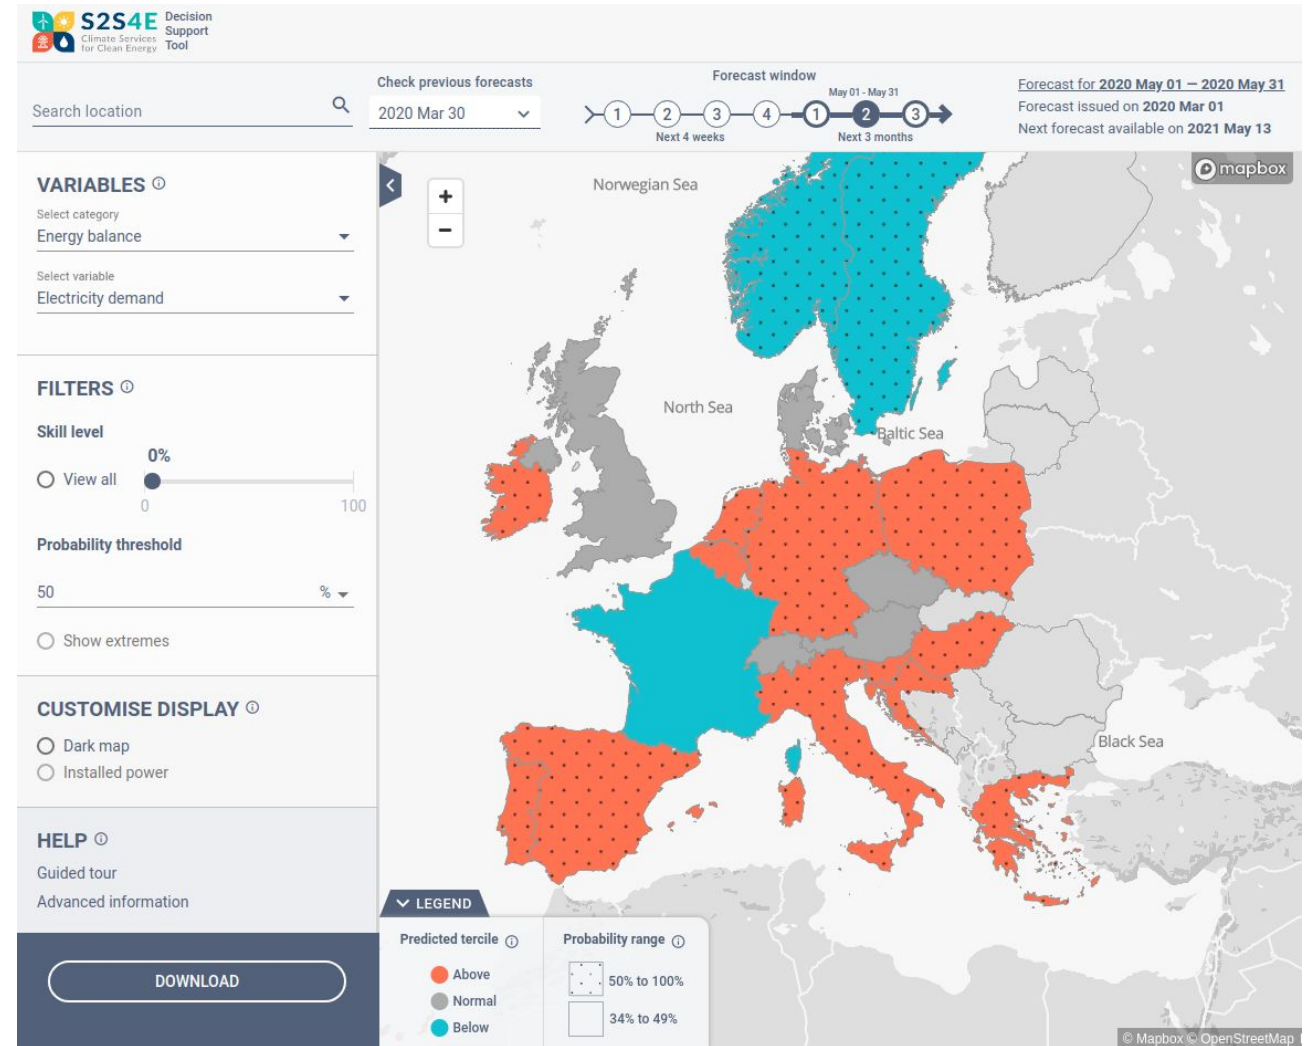 S2S4E
Climate Services
for Clean Energy
Decision
Support
Tool
Search location
Check previous forecasts
2020 Mar 30
Forecast window
May 01 - May 31
1 2 3 4 1 2 3
Next 4 weeks
Next 3 months
Forecast for 2020 May 01 — 2020 May 31
Forecast issued on 2020 Mar 01
Next forecast available on 2021 May 13
VARIABLES
Select category
Energy balance
Select variable
Electricity demand
FILTERS
Skill level
0%
View all
0 100
Probability threshold
50 %
Show extremes
CUSTOMISE DISPLAY
Dark map
Installed power
HELP
Guided tour
Advanced information
DOWNLOAD
+
−
mapbox
Norwegian Sea
North Sea
Baltic Sea
Black Sea
LEGEND
Predicted tercile
Above
Normal
Below
Probability range
50% to 100%
34% to 49%
© Mapbox © OpenStreetMap